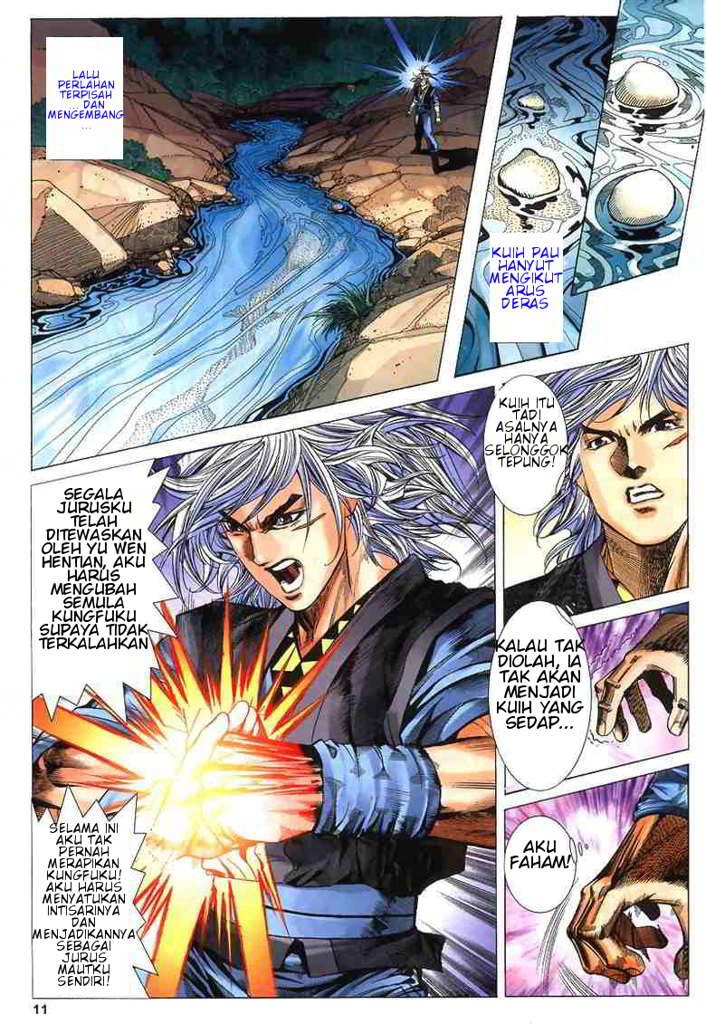 LALU
PERLAHAN
TERPISAH
... DAN
MENGEMBANG
...
KUIH PAU
HANYUT
MENGIKUT
ARUS
DERAS
KUIH ITU
TADI
ASALNYA
HANYA
SELONGGOK
TEPUNG!
SEGALA
JURUSKU
TELAH
DITEWASKAN
OLEH YU WEN
HENTIAN, AKU
HARUS
MENGUBAH
SEMULA
KUNGFUKU
SUPAYA TIDAK
TERKALAHKAN
KALAU TAK
DIOLAH, IA
TAK AKAN
MENJADI
KUIH YANG
SEDAP...
AKU
FAHAM!
SELAMA INI
AKU TAK
PERNAH
MERAPIKAN
KUNGFUKU!
AKU HARUS
MENYATUKAN
INTISARINYA
DAN
MENJADIKANNYA
SEBAGAI
JURUS
MAUTKU
SENDIRI!
11